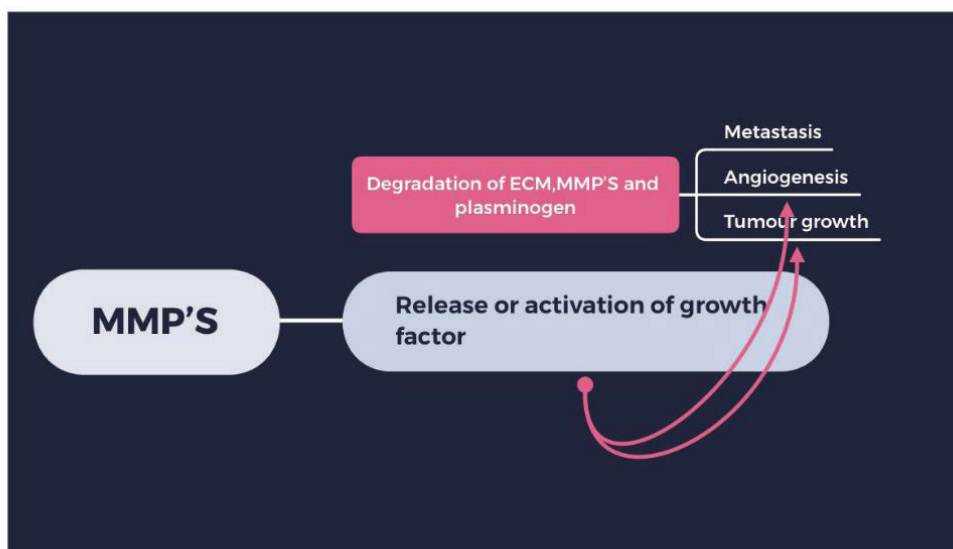 Metastasis
Degradation of ECM,MMP'S and
plasminogen
Angiogenesis
Tumour growth
MMP'S
Release or activation of growth
factor